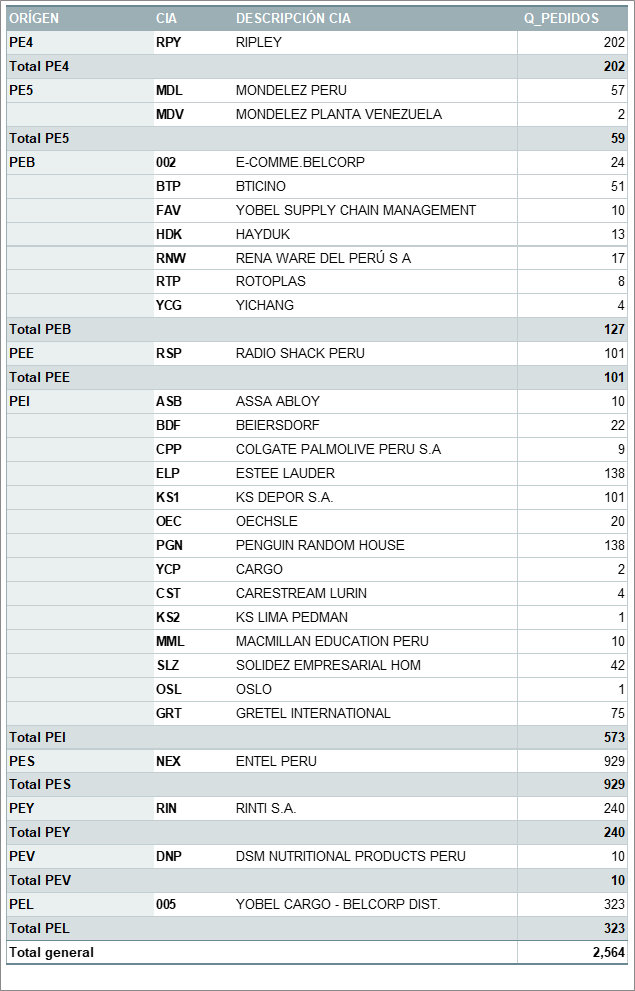 ORÍGEN CIA DESCRIPCIÓN CIA Q_PEDIDOS
PE4 RPY RIPLEY 202
Total PE4 202
PE5 MDL MONDELEZ PERU 57
MDV MONDELEZ PLANTA VENEZUELA 2
Total PE5 59
PEB 002 E-COMME.BELCORP 24
BTP BTICINO 51
FAV YOBEL SUPPLY CHAIN MANAGEMENT 10
HDK HAYDUK 13
RNW RENA WARE DEL PERÚ S A 17
RTP ROTOPLAS 8
YCG YICHANG 4
Total PEB 127
PEE RSP RADIO SHACK PERU 101
Total PEE 101
PEI ASB ASSA ABLOY 10
BDF BEIERSDORF 22
CPP COLGATE PALMOLIVE PERU S.A 9
ELP ESTEE LAUDER 138
KS1 KS DEPOR S.A. 101
OEC OECHSLE 20
PGN PENGUIN RANDOM HOUSE 138
YCP CARGO 2
CST CARESTREAM LURIN 4
KS2 KS LIMA PEDMAN 1
MML MACMILLAN EDUCATION PERU 10
SLZ SOLIDEZ EMPRESARIAL HOM 42
OSL OSLO 1
GRT GRETEL INTERNATIONAL 75
Total PEI 573
PES NEX ENTEL PERU 929
Total PES 929
PEY RIN RINTI S.A. 240
Total PEY 240
PEV DNP DSM NUTRITIONAL PRODUCTS PERU 10
Total PEV 10
PEL 005 YOBEL CARGO - BELCORP DIST. 323
Total PEL 323
Total general 2,564